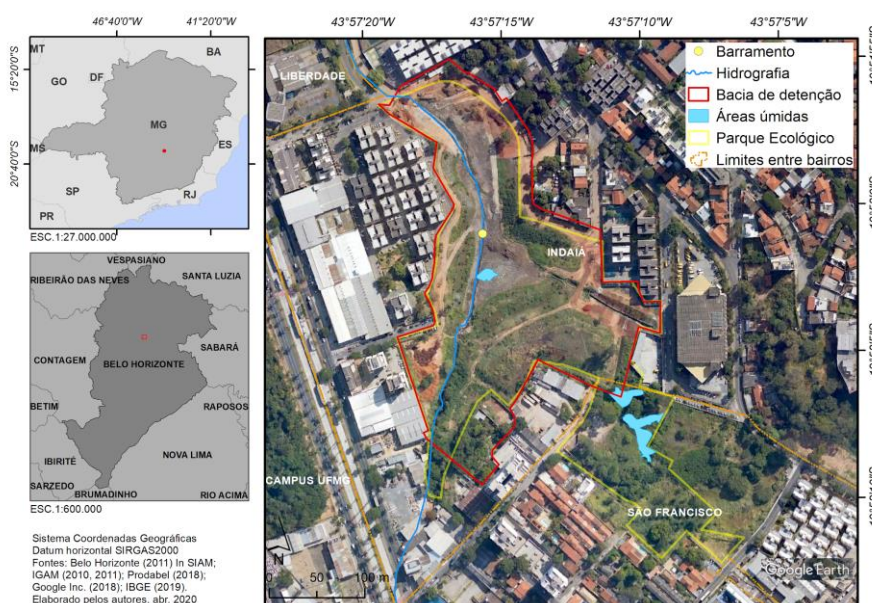 46°40'0"O
41°20'0"O
MT
BA
15°20'0"S
GO
DF
MG
MS
ES
20°40'0"S
SP
RJ
PR
ESC.1:27.000.000
VESPASIANO
RIBEIRÃO DAS NEVES
SANTA LUZIA
CONTAGEM
SABARÁ
BELO HORIZONTE
BETIM
RAPOSOS
IBIRITÉ
NOVA LIMA
SARZEDO
BRUMADINHO
RIO ACIMA
ESC.1:600.000
Sistema Coordenadas Geográficas
Datum horizontal SIRGAS2000
Fontes: Belo Horizonte (2011) In SIAM;
IGAM (2010, 2011); Prodabel (2018);
Google Inc. (2018); IBGE (2019).
Elaborado pelos autores, abr. 2020
43°57'20"O
43°57'15"O
43°57'10"O
43°57'5"O
LIBERDADE
Barramento
Hidrografia
Bacia de detenção
Áreas úmidas
Parque Ecológico
Limites entre bairros
INDAIÁ
CAMPUS UFMG
SÃO FRANCISCO
0
50
100 m
Google Earth